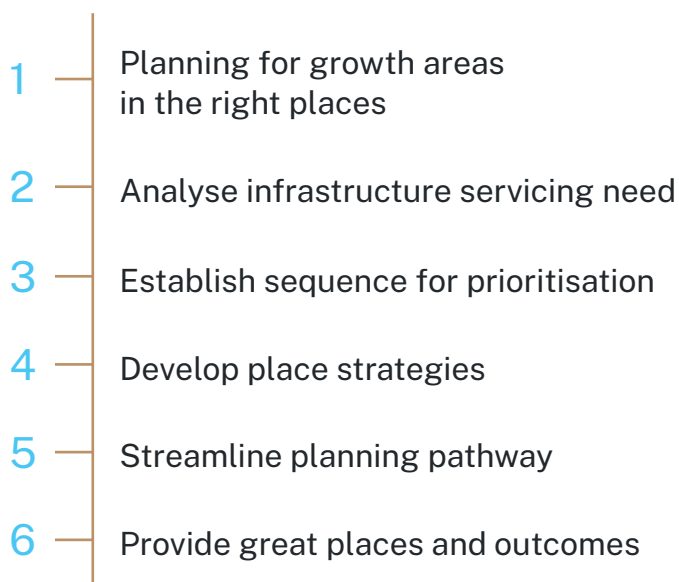 1 Planning for growth areas
in the right places
2 Analyse infrastructure servicing need
3 Establish sequence for prioritisation
4 Develop place strategies
5 Streamline planning pathway
6 Provide great places and outcomes